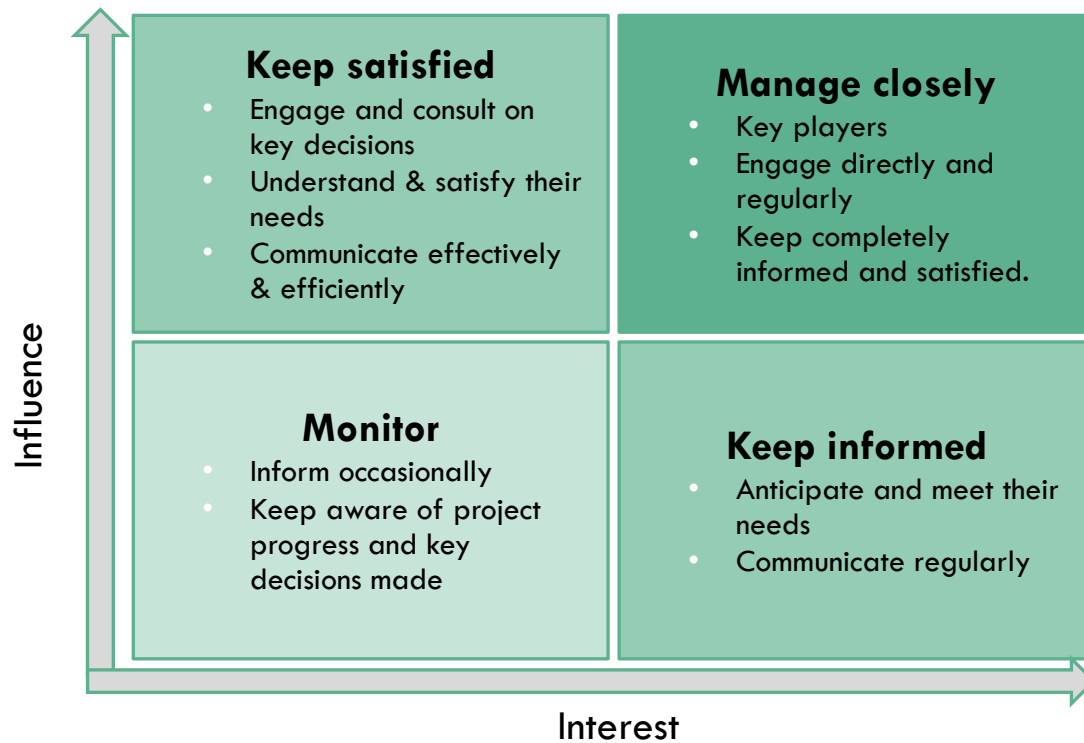 Keep satisfied
• Engage and consult on
key decisions
• Understand & satisfy their
needs
• Communicate effectively
& efficiently
Manage closely
• Key players
• Engage directly and
regularly
• Keep completely
informed and satisfied.
Influence
Monitor
• Inform occasionally
• Keep aware of project
progress and key
decisions made
Keep informed
• Anticipate and meet their
needs
• Communicate regularly
Interest